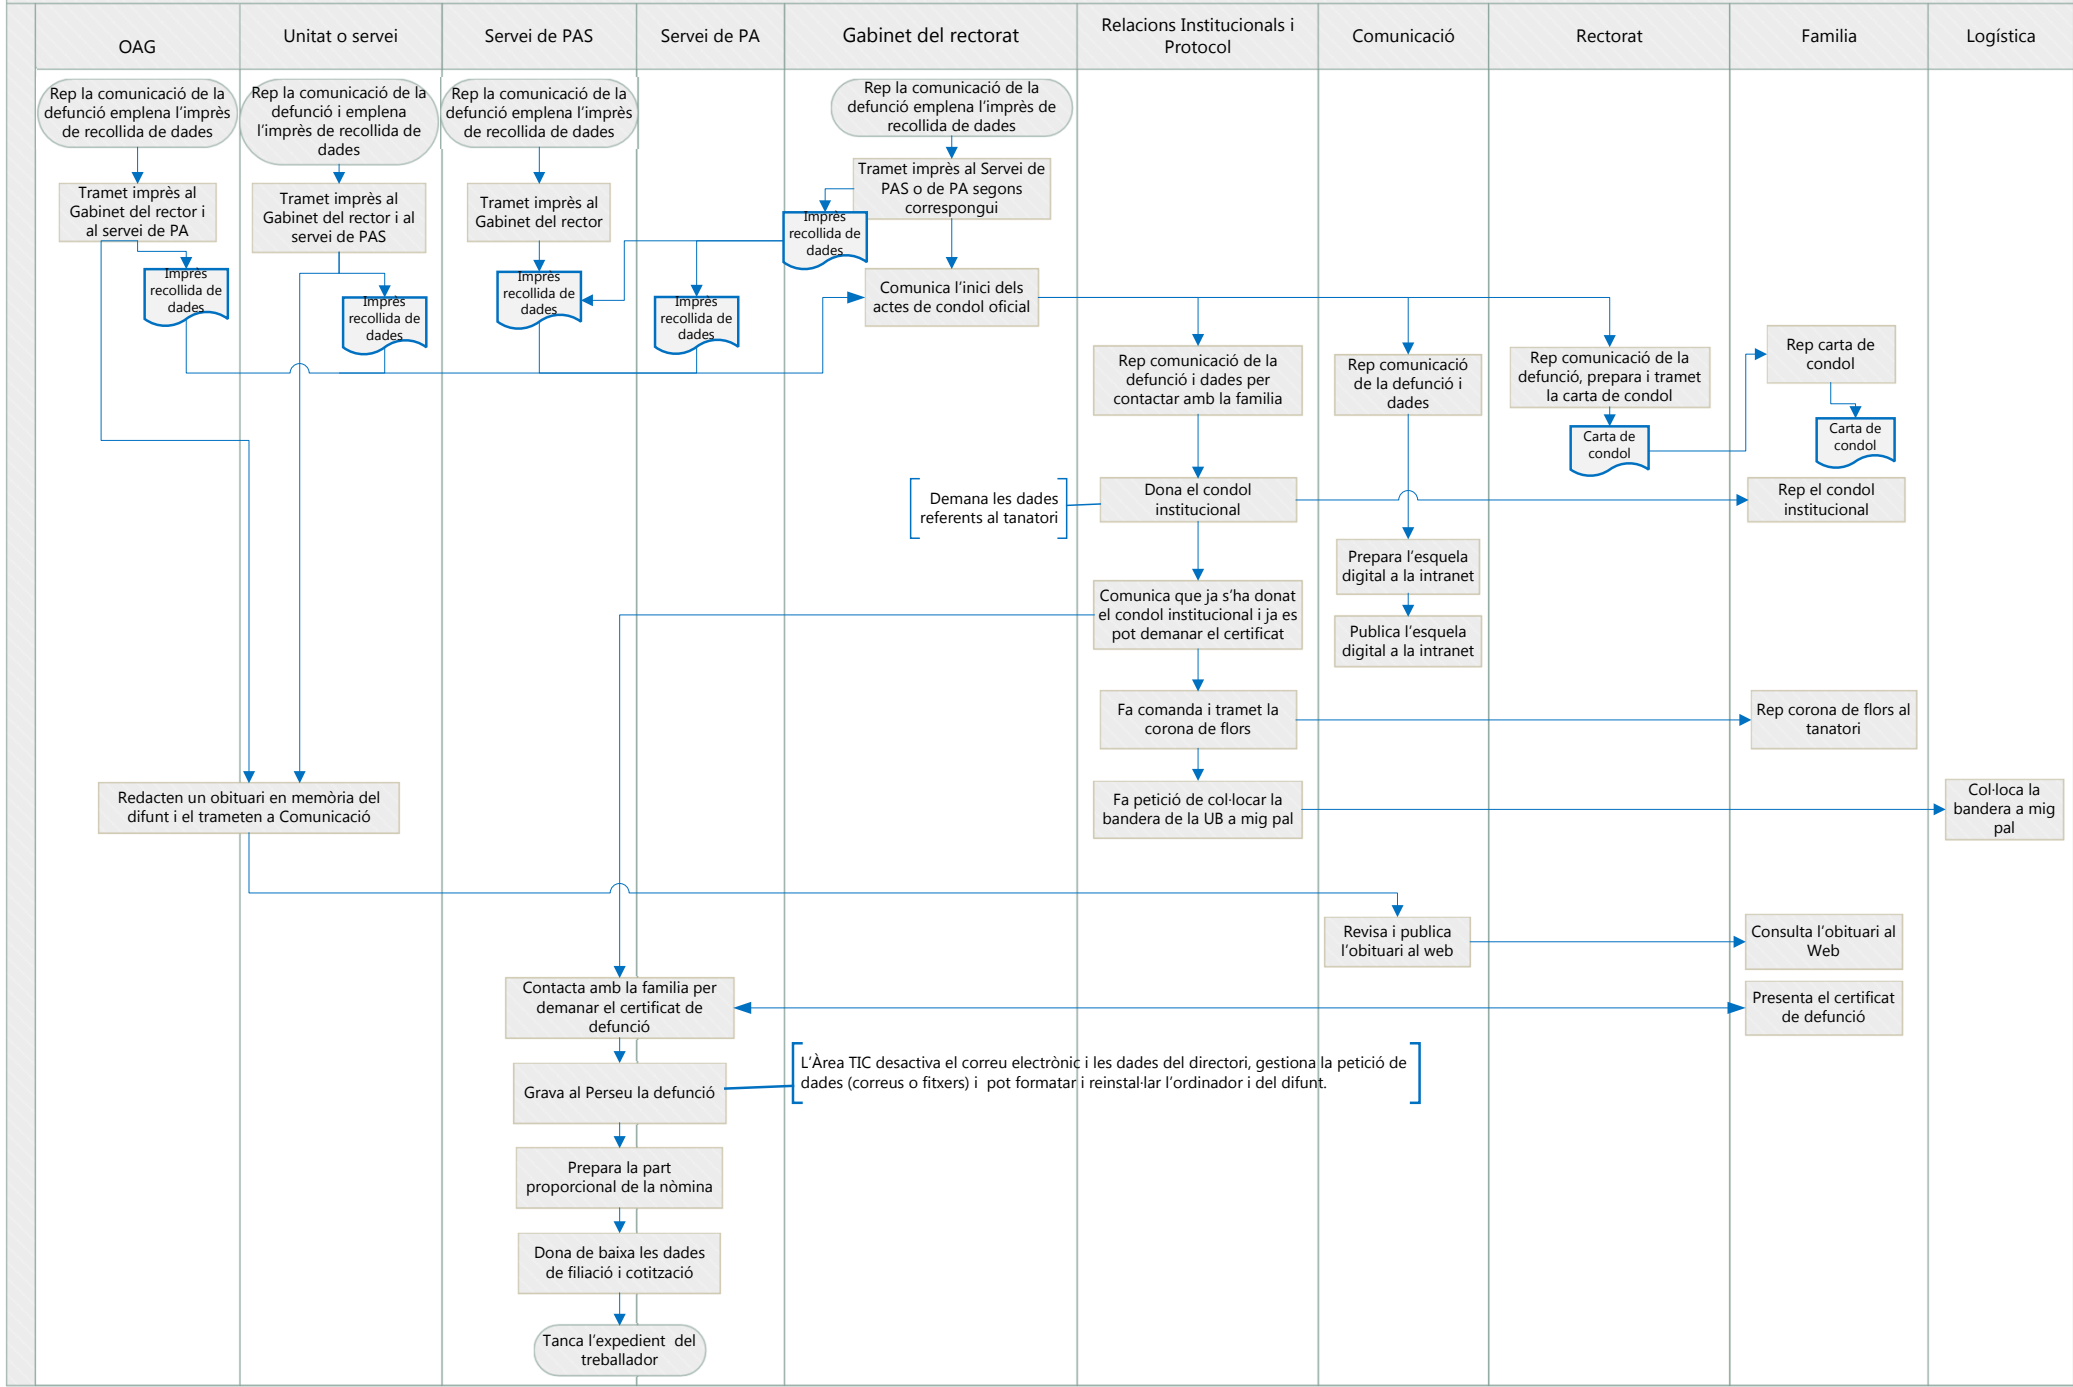 OAG
Unitat o servei
Servei de PAS
Servei de PA
Gabinet del rectorat
Relacions Institucionals i
Protocol
Comunicació
Rectorat
Familia
Logística
Rep la comunicació de la
defunció emplena l’imprès
de recollida de dades
Rep la comunicació de la
defunció i emplena
l’imprès de recollida de
dades
Rep la comunicació de la
defunció emplena l’imprès
de recollida de dades
Rep la comunicació de la
defunció emplena l’imprès de
recollida de dades
Tramet imprès al
Gabinet del rector i
al servei de PA
Tramet imprès al
Gabinet del rector i al
servei de PAS
Tramet imprès al
Gabinet del rector
Tramet imprès al Servei de
PAS o de PA segons
correspongui
Imprès
recollida de
dades
Imprès
recollida de
dades
Imprès
recollida de
dades
Imprès
recollida de
dades
Imprès
recollida de
dades
Comunica l’inici dels
actes de condol oficial
Rep comunicació de la
defunció i dades per
contactar amb la familia
Rep comunicació
de la defunció i
dades
Rep comunicació de la
defunció, prepara i tramet
la carta de condol
Rep carta de
condol
Carta de
condol
Carta de
condol
Demana les dades
referents al tanatori
Dona el condol
institucional
Rep el condol
institucional
Prepara l’esquela
digital a la intranet
Comunica que ja s’ha donat
el condol institucional i ja es
pot demanar el certificat
Publica l’esquela
digital a la intranet
Fa comanda i tramet la
corona de flors
Rep corona de flors al
tanatori
Redacten un obituari en memòria del
difunt i el trameten a Comunicació
Fa petició de col·locar la
bandera de la UB a mig pal
Col·loca la
bandera a mig
pal
Revisa i publica
l’obituari al web
Consulta l’obituari al
Web
Contacta amb la familia per
demanar el certificat de
defunció
Presenta el certificat
de defunció
Grava al Perseu la defunció
L’Àrea TIC desactiva el correu electrònic i les dades del directori, gestiona la petició de
dades (correus o fitxers) i  pot formatar i reinstal·lar l’ordinador i del difunt.
Prepara la part
proporcional de la nòmina
Dona de baixa les dades
de filiació i cotització
Tanca l’expedient  del
treballador